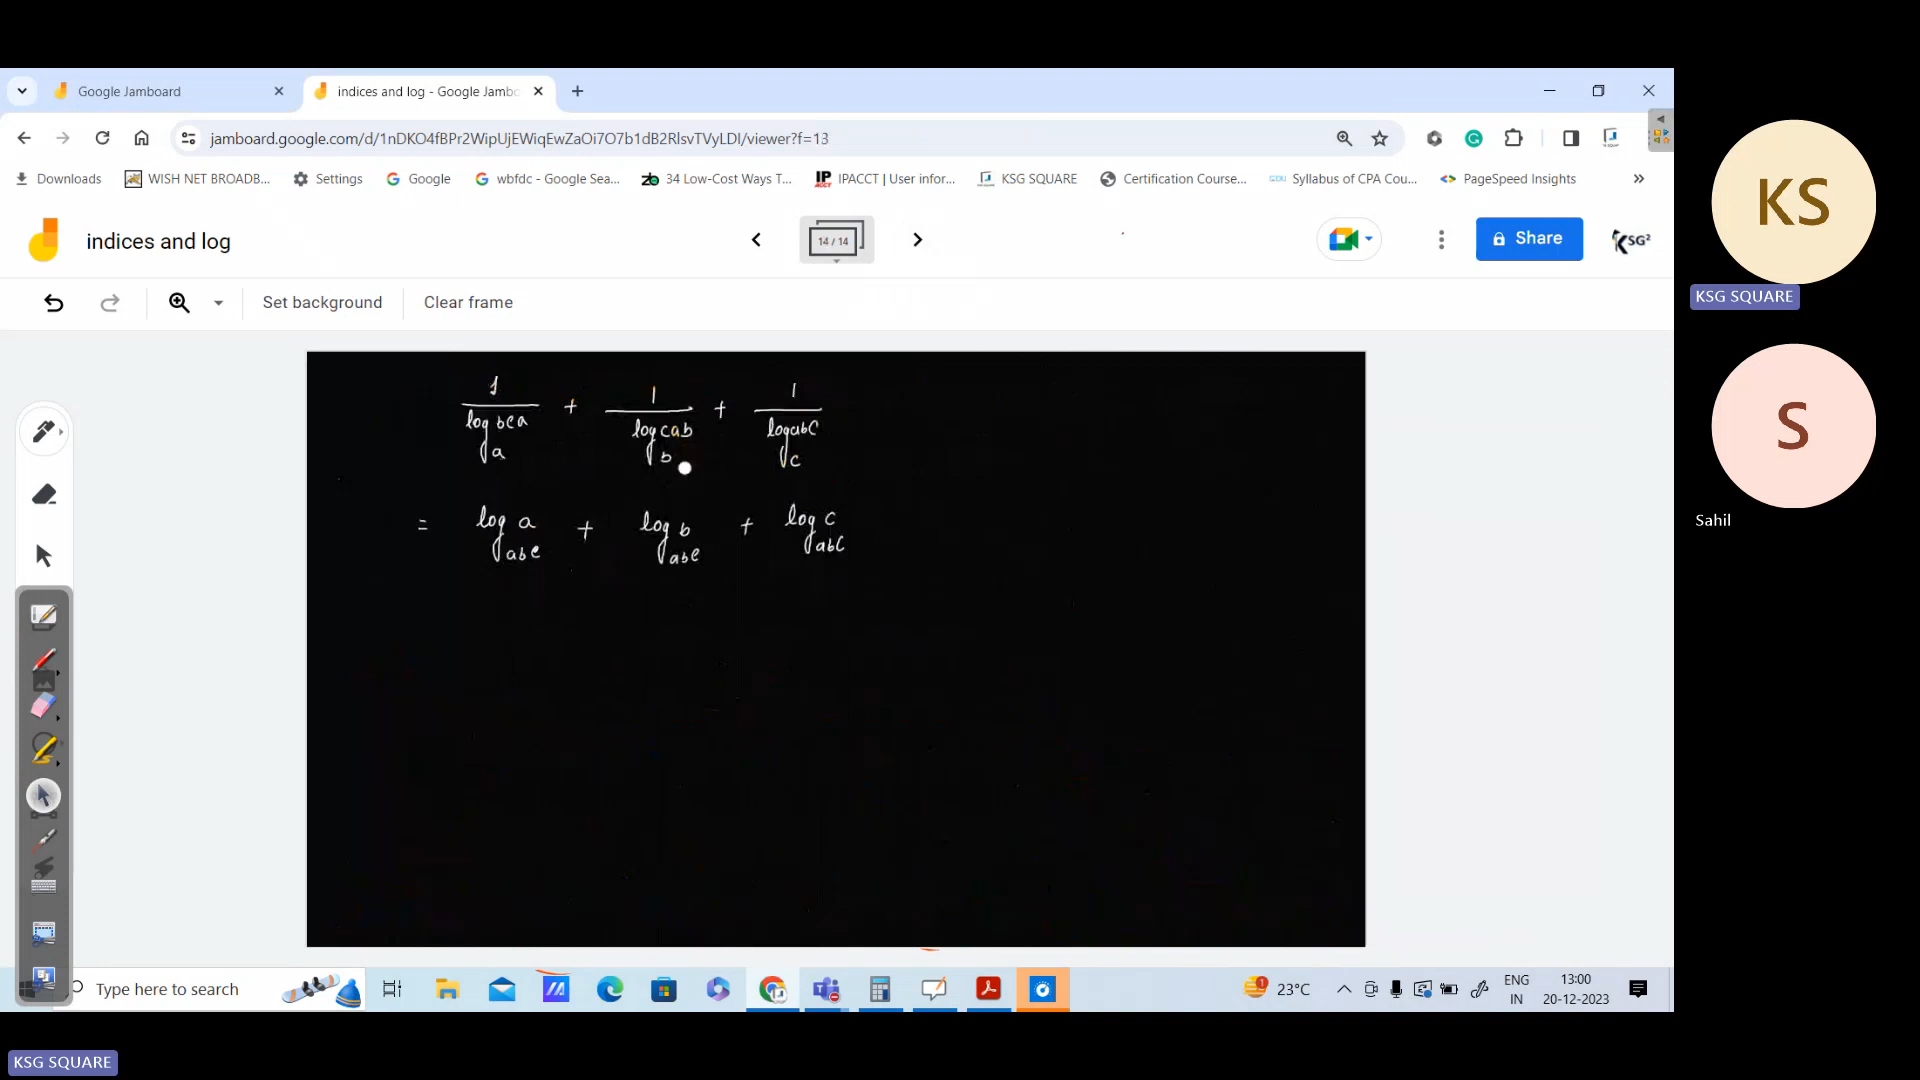 Google Jamboard
indices and log - Google Jambo
jamboard.google.com/d/1nDKO4fBPr2WipUjEWiqEwZaOi7O7b1dB2RlsvTVyLDI/viewer?f=13
Downloads WISH NET BROADB... Settings Google wbfdc - Google Sea... 34 Low-Cost Ways T... IPACCT | User infor... KSG SQUARE Certification Course... Syllabus of CPA Cou... PageSpeed Insights
indices and log
14 / 14
Share
KSG²
Set background Clear frame
1/log_a bca + 1/log_b cab + 1/log_c abc
= log_abc a + log_abc b + log_abc c
KS
KSG SQUARE
S
Sahil
Type here to search
23°C
ENG
IN
13:00
20-12-2023
KSG SQUARE